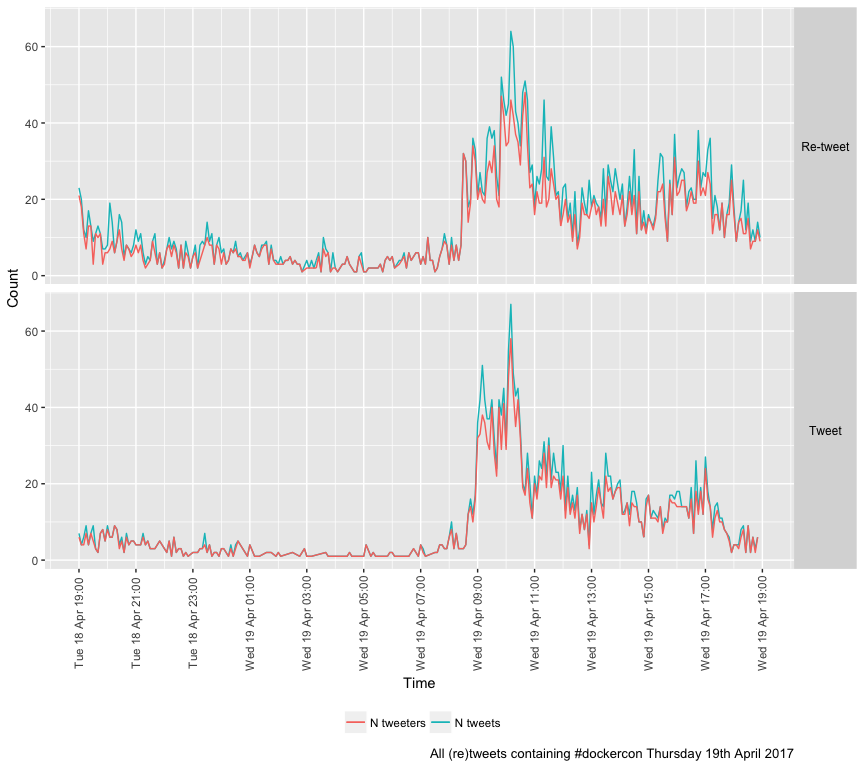 60
40
20
0
Re-tweet
Count
60
40
20
0
Tweet
Tue 18 Apr 19:00
Tue 18 Apr 21:00
Tue 18 Apr 23:00
Wed 19 Apr 01:00
Wed 19 Apr 03:00
Wed 19 Apr 05:00
Wed 19 Apr 07:00
Wed 19 Apr 09:00
Wed 19 Apr 11:00
Wed 19 Apr 13:00
Wed 19 Apr 15:00
Wed 19 Apr 17:00
Wed 19 Apr 19:00
Time
N tweeters N tweets
All (re)tweets containing #dockercon Thursday 19th April 2017